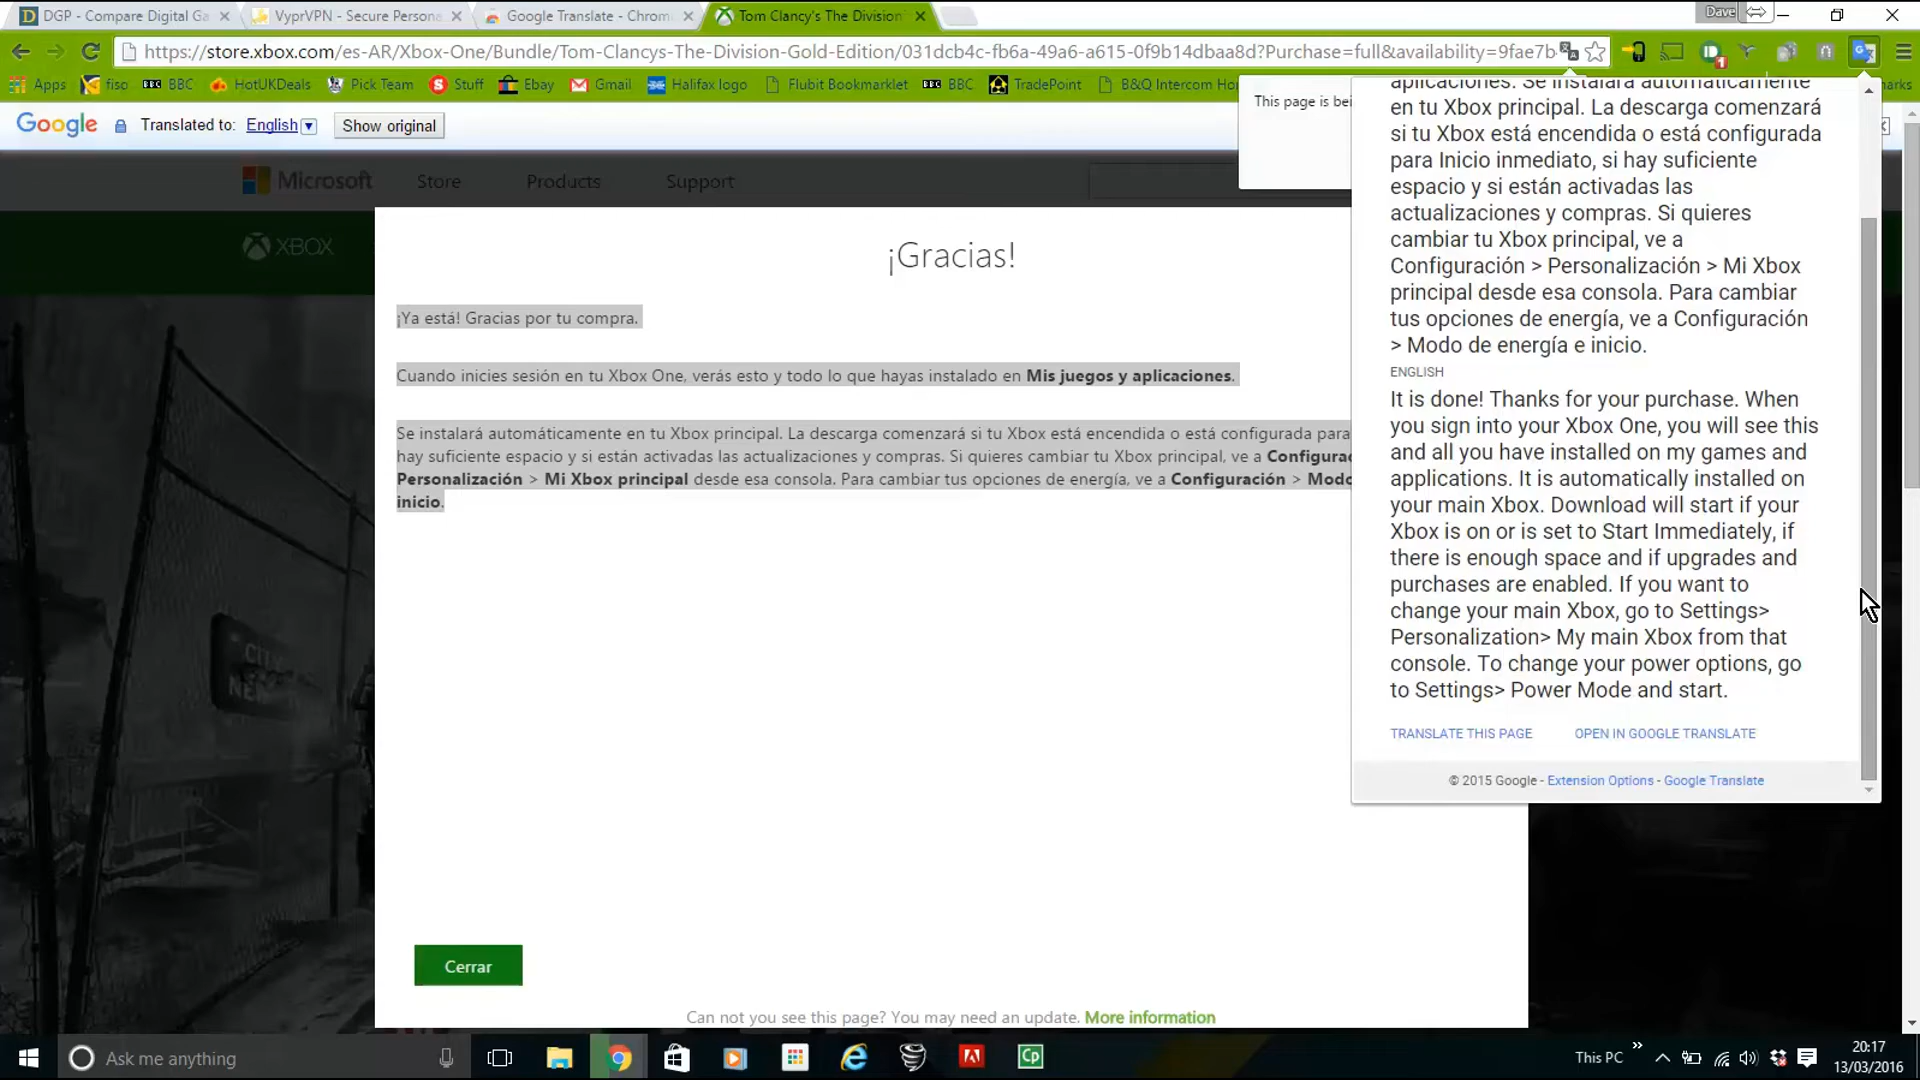 DGP - Compare Digital Ga
VyprVPN - Secure Persona
Google Translate - Chrom
Tom Clancy's The Division
Dave
https://store.xbox.com/es-AR/Xbox-One/Bundle/Tom-Clancys-The-Division-Gold-Edition/031dcb4c-fb6a-49a6-a615-0f9b14dbaa8d?Purchase=full&availability=9fae7b
Apps
fiso
BBC BBC
HotUKDeals
Pick Team
Stuff
Ebay
Gmail
Halifax logo
Flubit Bookmarklet
BBC BBC
TradePoint
B&Q Intercom Ho
Google
Translated to: English
Show original
This page is bei
Microsoft
Store
Products
Support
XBOX
¡Gracias!
¡Ya está! Gracias por tu compra.
Cuando inicies sesión en tu Xbox One, verás esto y todo lo que hayas instalado en Mis juegos y aplicaciones.
Se instalará automáticamente en tu Xbox principal. La descarga comenzará si tu Xbox está encendida o está configurada para
hay suficiente espacio y si están activadas las actualizaciones y compras. Si quieres cambiar tu Xbox principal, ve a Configurac
Personalización > Mi Xbox principal desde esa consola. Para cambiar tus opciones de energía, ve a Configuración > Modo
inicio.
Cerrar
Can not you see this page? You may need an update. More information
aplicaciones. Se instalará automáticamente
en tu Xbox principal. La descarga comenzará
si tu Xbox está encendida o está configurada
para Inicio inmediato, si hay suficiente
espacio y si están activadas las
actualizaciones y compras. Si quieres
cambiar tu Xbox principal, ve a
Configuración > Personalización > Mi Xbox
principal desde esa consola. Para cambiar
tus opciones de energía, ve a Configuración
> Modo de energía e inicio.
ENGLISH
It is done! Thanks for your purchase. When
you sign into your Xbox One, you will see this
and all you have installed on my games and
applications. It is automatically installed on
your main Xbox. Download will start if your
Xbox is on or is set to Start Immediately, if
there is enough space and if upgrades and
purchases are enabled. If you want to
change your main Xbox, go to Settings>
Personalization> My main Xbox from that
console. To change your power options, go
to Settings> Power Mode and start.
TRANSLATE THIS PAGE
OPEN IN GOOGLE TRANSLATE
© 2015 Google - Extension Options - Google Translate
Ask me anything
Cp
This PC
20:17
13/03/2016